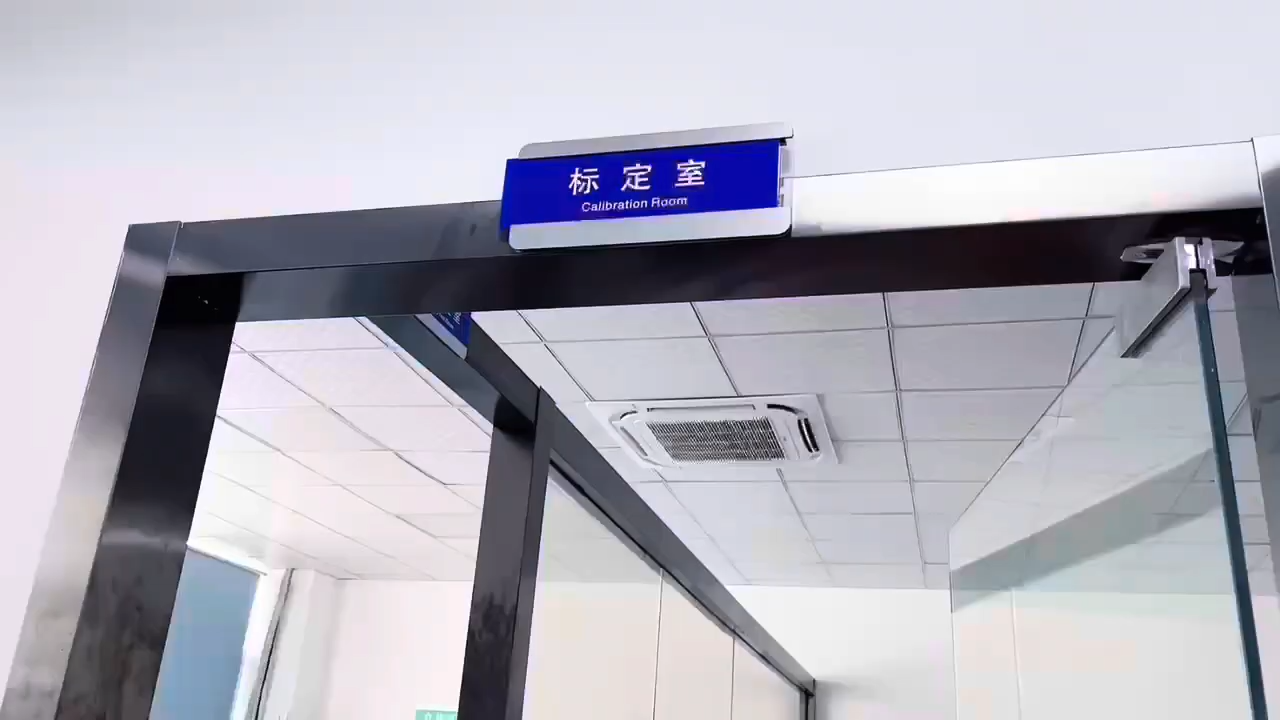 标定室
Calibration Room